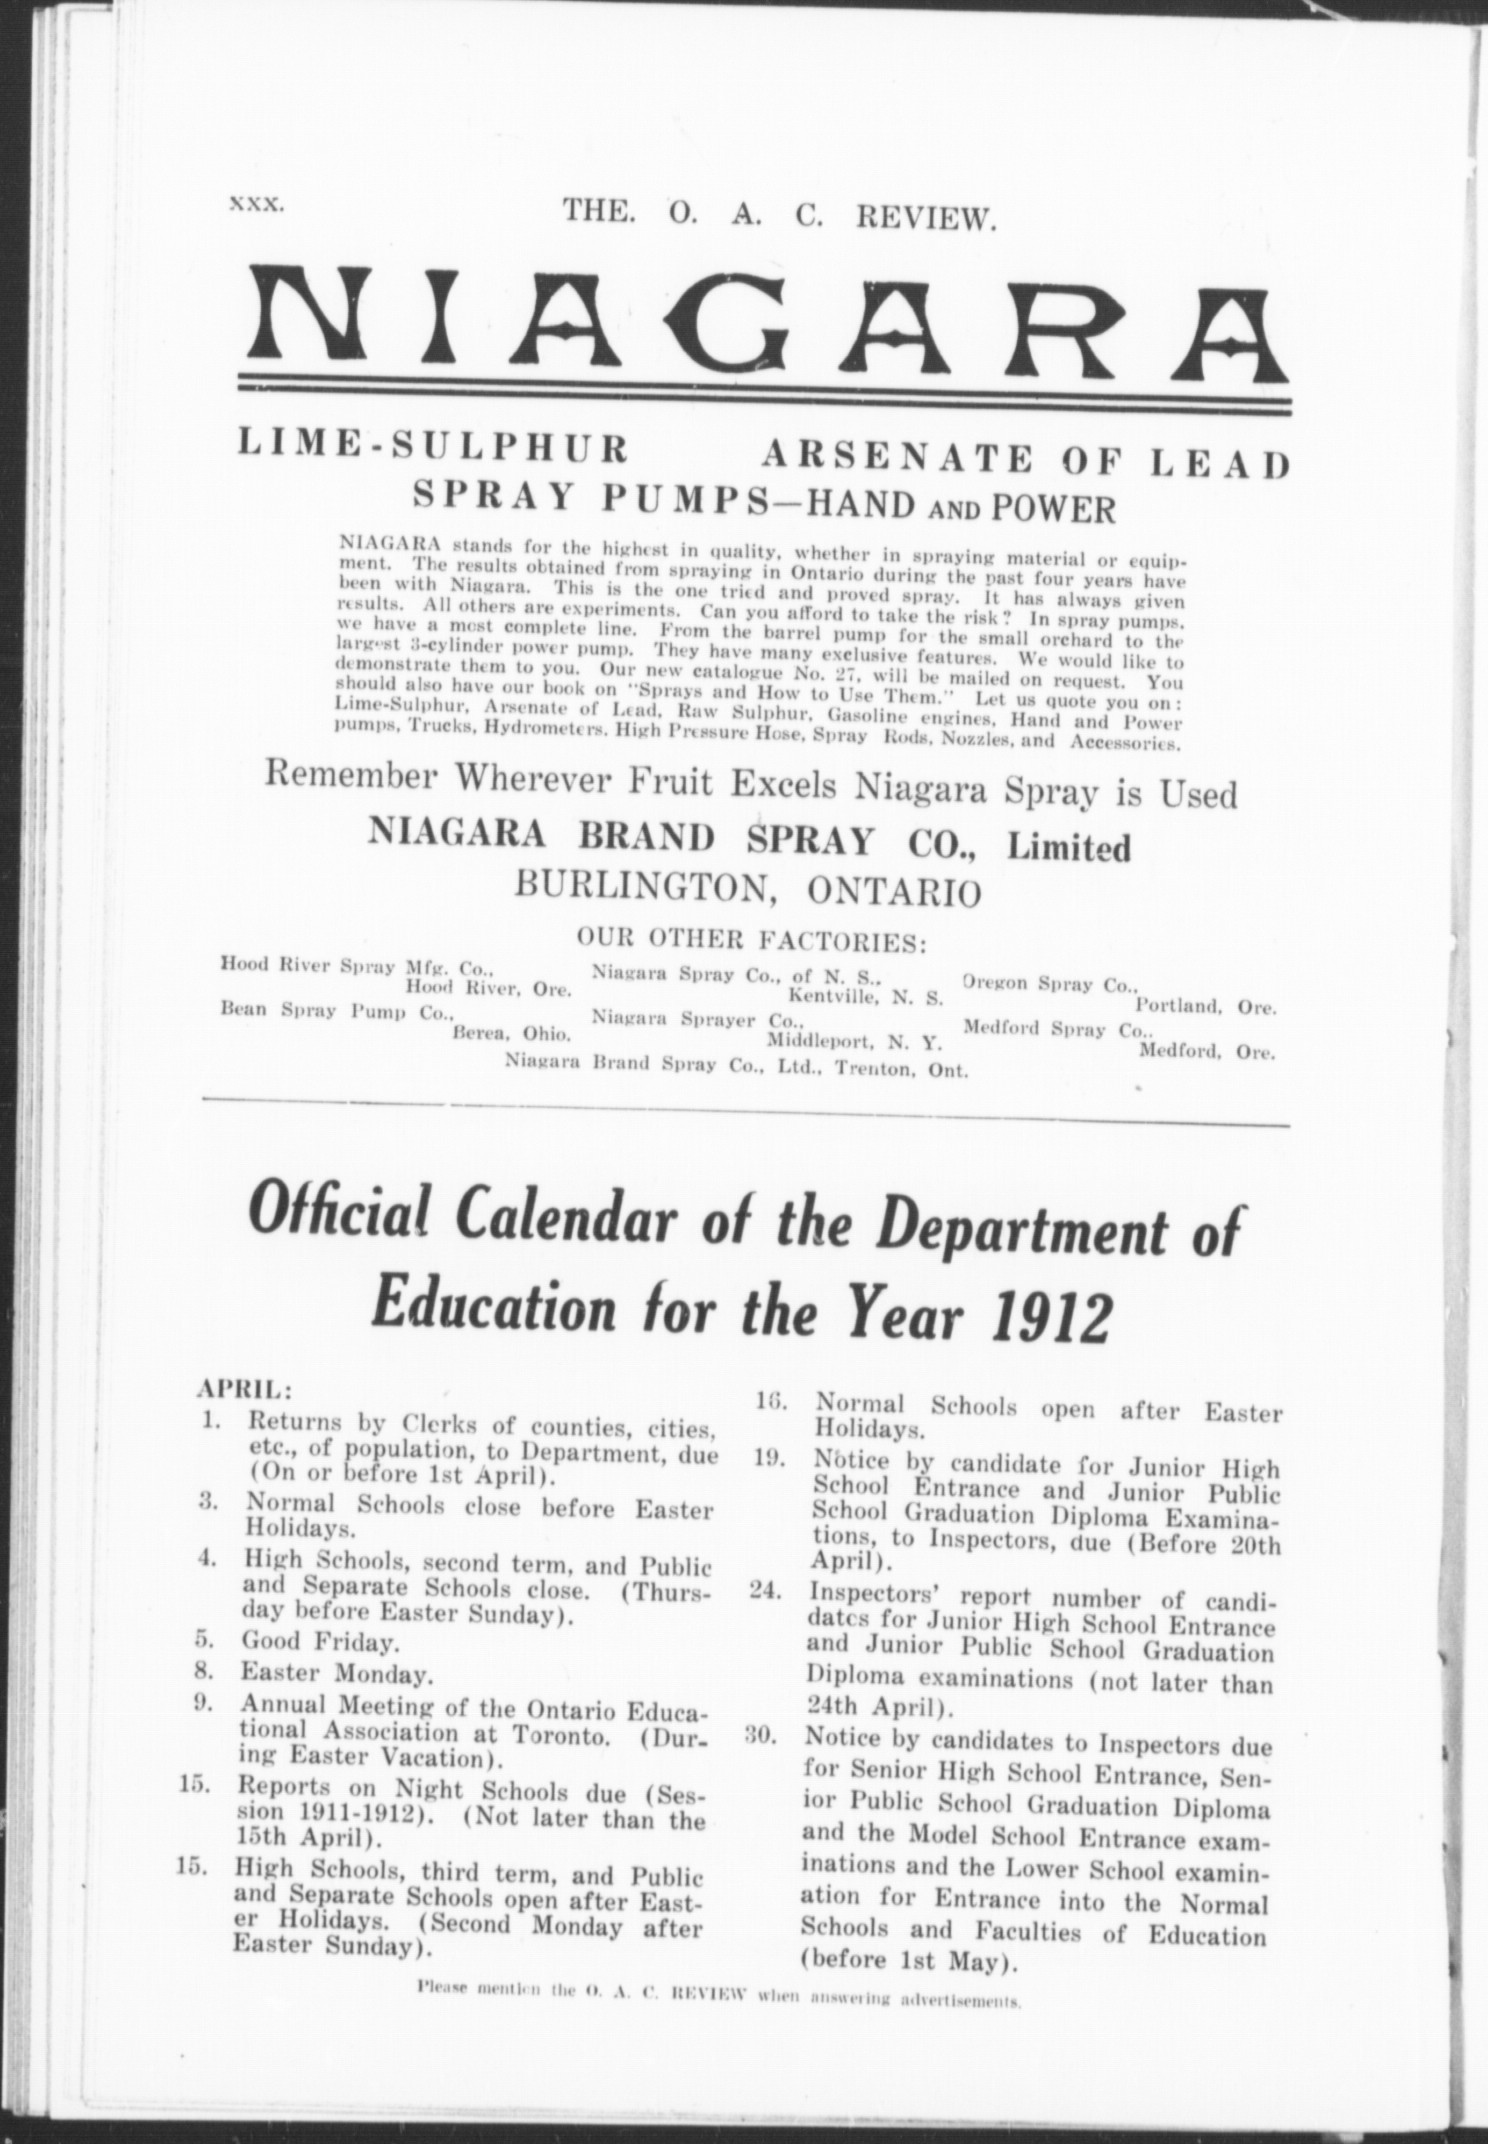 xxx.
THE. O. A. C. REVIEW.
NIAGARA
LIME-SULPHUR ARSENATE OF LEAD
SPRAY PUMPS—HAND AND POWER
NIAGARA stands for the highest in quality, whether in spraying material or equip-
ment. The results obtained from spraying in Ontario during the past four years have
been with Niagara. This is the one tried and proved spray. It has always given
results. All others are experiments. Can you afford to take the risk? In spray pumps,
we have a most complete line. From the barrel pump for the small orchard to the
largest 3-cylinder power pump. They have many exclusive features. We would like to
demonstrate them to you. Our new catalogue No. 27, will be mailed on request. You
should also have our book on "Sprays and How to Use Them." Let us quote you on:
Lime-Sulphur, Arsenate of Lead, Raw Sulphur, Gasoline engines, Hand and Power
pumps, Trucks, Hydrometers, High Pressure Hose, Spray Rods, Nozzles, and Accessories.
Remember Wherever Fruit Excels Niagara Spray is Used
NIAGARA BRAND SPRAY CO., Limited
BURLINGTON, ONTARIO
OUR OTHER FACTORIES:
Hood River Spray Mfg. Co.,
Hood River, Ore.
Niagara Spray Co., of N. S.,
Kentville, N. S.
Oregon Spray Co.,
Portland, Ore.
Bean Spray Pump Co.,
Berea, Ohio.
Niagara Sprayer Co.,
Middleport, N. Y.
Medford Spray Co..
Medford, Ore.
Niagara Brand Spray Co., Ltd., Trenton, Ont.
Official Calendar of the Department of
Education for the Year 1912
APRIL:
1. Returns by Clerks of counties, cities,
etc., of population, to Department, due
(On or before 1st April).
3. Normal Schools close before Easter
Holidays.
4. High Schools, second term, and Public
and Separate Schools close. (Thurs-
day before Easter Sunday).
5. Good Friday.
8. Easter Monday.
9. Annual Meeting of the Ontario Educa-
tional Association at Toronto. (Dur-
ing Easter Vacation).
15. Reports on Night Schools due (Ses-
sion 1911-1912). (Not later than the
15th April).
15. High Schools, third term, and Public
and Separate Schools open after East-
er Holidays. (Second Monday after
Easter Sunday).
16. Normal Schools open after Easter
Holidays.
19. Notice by candidate for Junior High
School Entrance and Junior Public
School Graduation Diploma Examina-
tions, to Inspectors, due (Before 20th
April).
24. Inspectors' report number of candi-
dates for Junior High School Entrance
and Junior Public School Graduation
Diploma examinations (not later than
24th April).
30. Notice by candidates to Inspectors due
for Senior High School Entrance, Sen-
ior Public School Graduation Diploma
and the Model School Entrance exam-
inations and the Lower School examin-
ation for Entrance into the Normal
Schools and Faculties of Education
(before 1st May).
Please mention the O. A. C. REVIEW when answering advertisements.